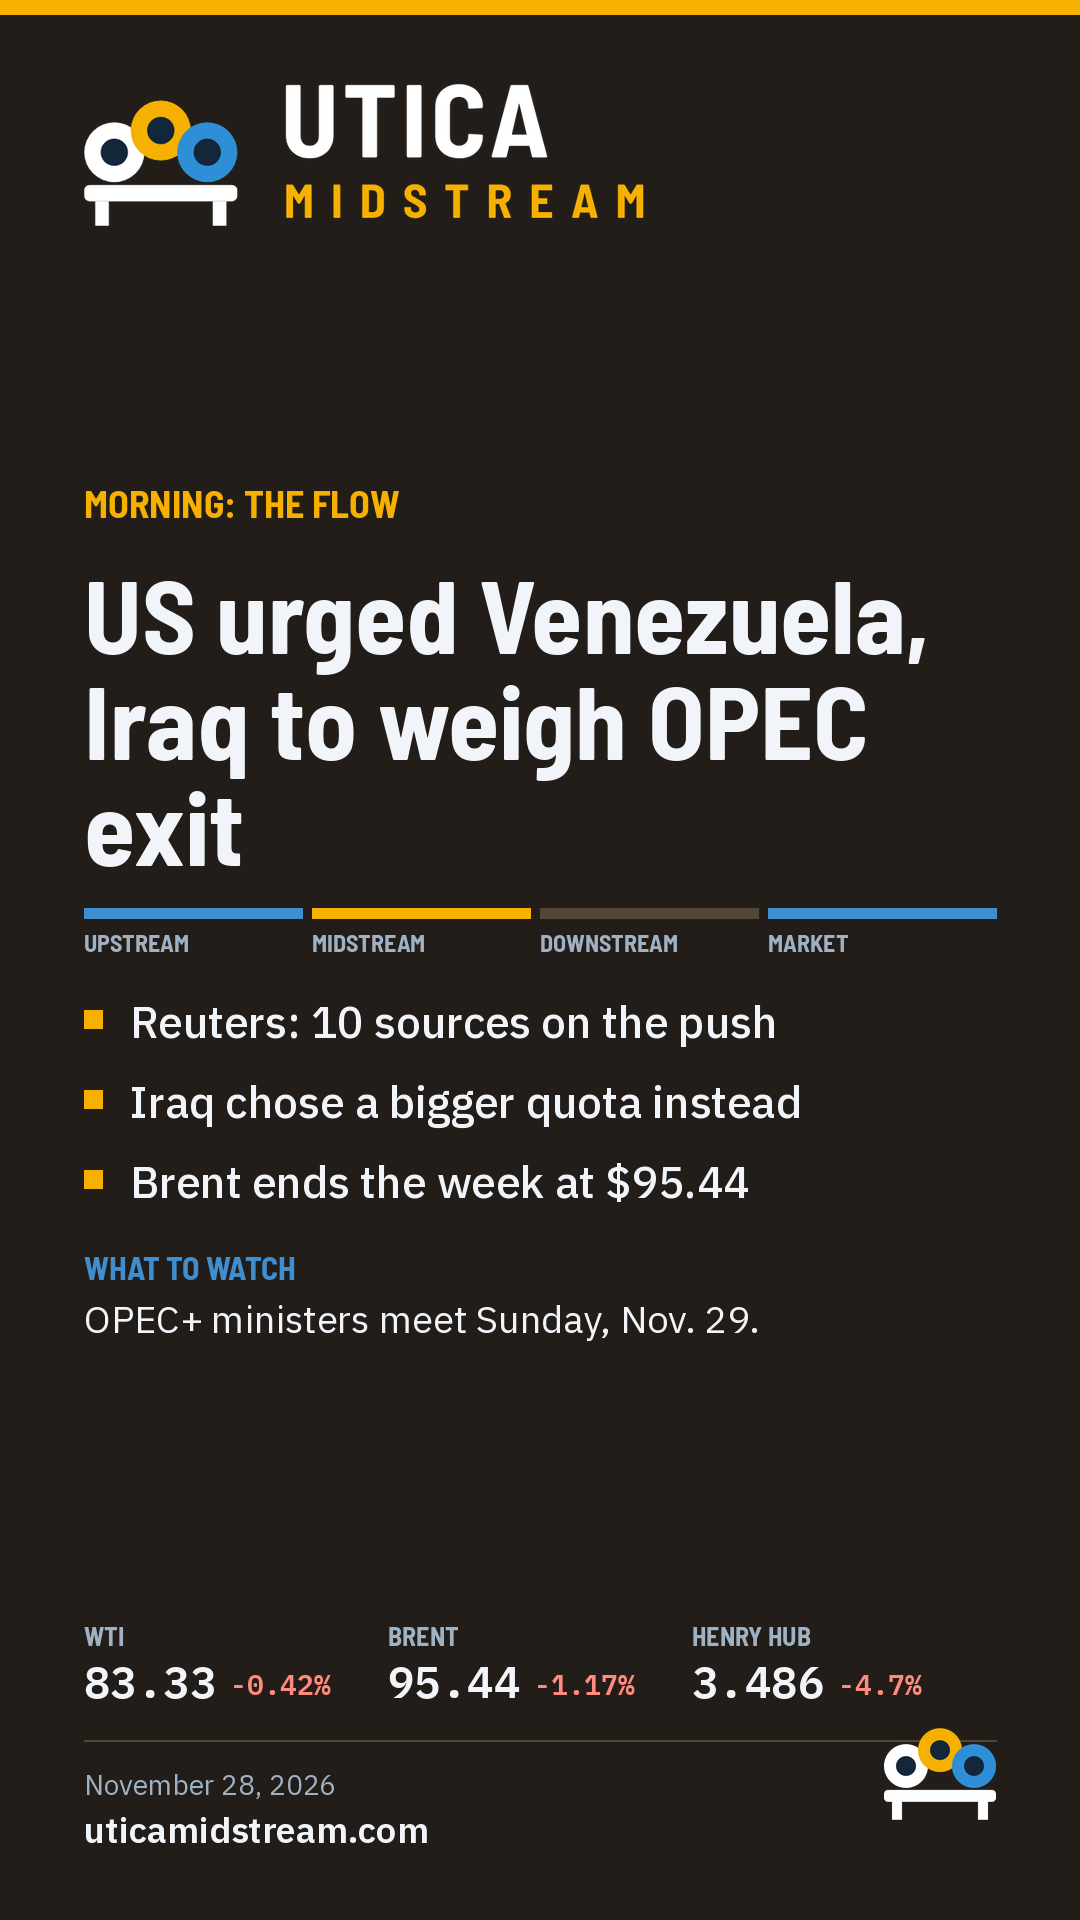 UTICA
MIDSTREAM
MORNING: THE FLOW
US urged Venezuela,
Iraq to weigh OPEC
exit
UPSTREAM MIDSTREAM DOWNSTREAM MARKET
Reuters: 10 sources on the push
Iraq chose a bigger quota instead
Brent ends the week at $95.44
WHAT TO WATCH
OPEC+ ministers meet Sunday, Nov. 29.
WTI BRENT HENRY HUB
83.33 -0.42% 95.44 -1.17% 3.486 -4.7%
November 28, 2026
uticamidstream.com